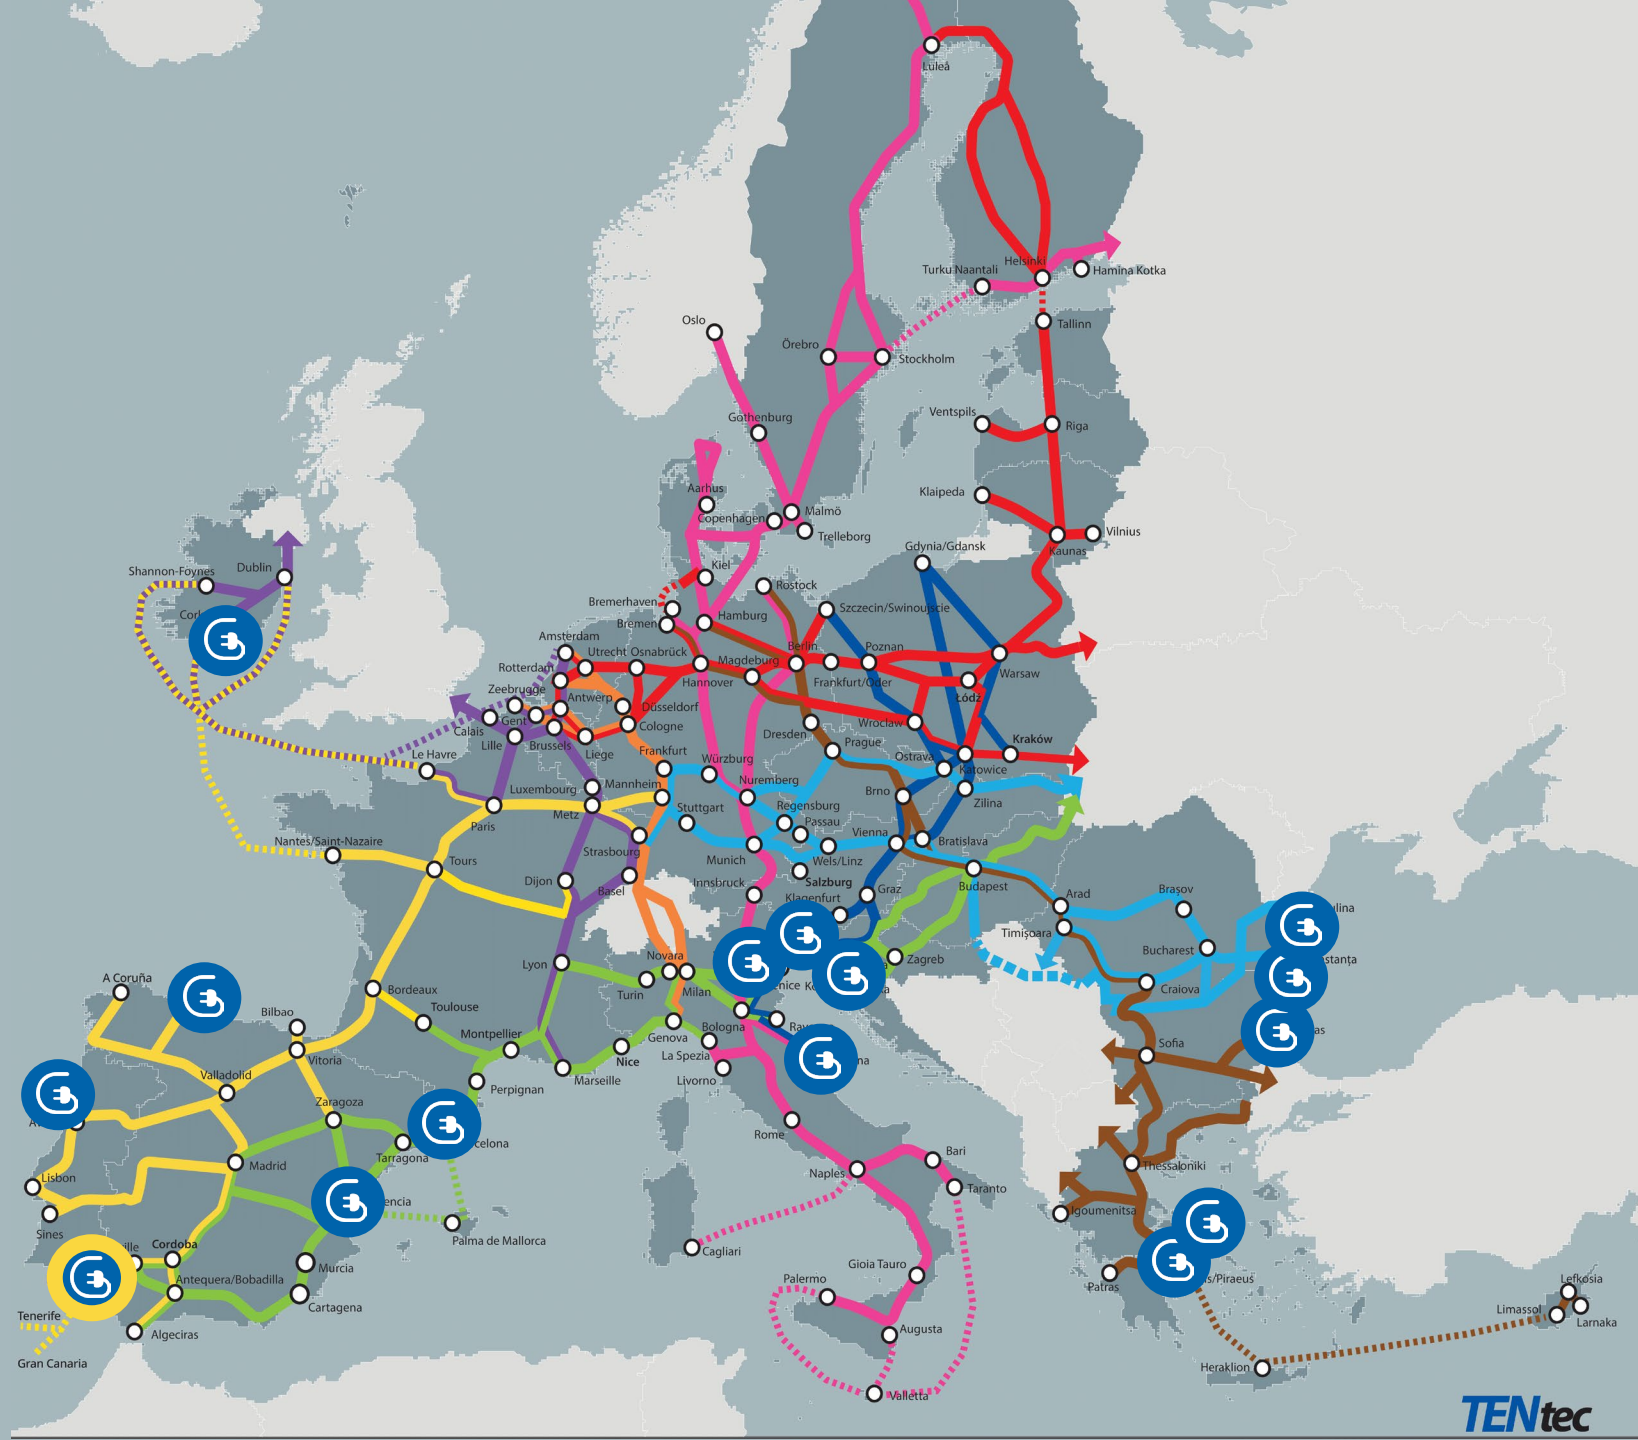 Luleå
Helsinki
Turku Naantali
Hamina Kotka
Oslo
Tallinn
Örebro
Stockholm
Gothenburg
Ventspils
Riga
Aarhus
Klaipeda
Malmö
Copenhagen
Trelleborg
Vilnius
Gdynia/Gdansk
Kaunas
Shannon-Foynes
Dublin
Kiel
Rostock
Bremerhaven
Szczecin/Swinoujscie
Hamburg
Bremen
Amsterdam
Utrecht
Osnabrück
Berlin
Poznan
Rotterdam
Magdeburg
Hannover
Frankfurt/Oder
Warsaw
Zeebrugge
Antwerp
Düsseldorf
Łódź
Gent
Cologne
Wrocław
Calais
Dresden
Lille
Brussels
Liege
Prague
Kraków
Le Havre
Frankfurt
Würzburg
Ostrava
Katowice
Luxembourg
Mannheim
Nuremberg
Brno
Zilina
Metz
Stuttgart
Regensburg
Paris
Passau
Nantes/Saint-Nazaire
Vienna
Bratislava
Strasbourg
Tours
Munich
Wels/Linz
Dijon
Basel
Innsbruck
Salzburg
Graz
Budapest
Klagenfurt
Arad
Braşov
ulina
Timişoara
Bucharest
Novara
Lyon
Zagreb
stanţa
A Coruña
Turin
Milan
Craiova
Bordeaux
Toulouse
Bilbao
Bologna
Montpellier
Genova
La Spezia
Nice
Sofia
Vitoria
Livorno
Marseille
Valladolid
Perpignan
Zaragoza
Rome
celona
Tarragona
Madrid
Bari
Naples
Thessaloniki
Lisbon
Taranto
encia
Igoumenitsa
Sines
Palma de Mallorca
Cordoba
Cagliari
Murcia
Gioia Tauro
Antequera/Bobadilla
Palermo
Patras
s/Piraeus
Lefkosia
Cartagena
Limassol
Larnaka
Tenerife
Algeciras
Augusta
Gran Canaria
Heraklion
Valletta
TENtec